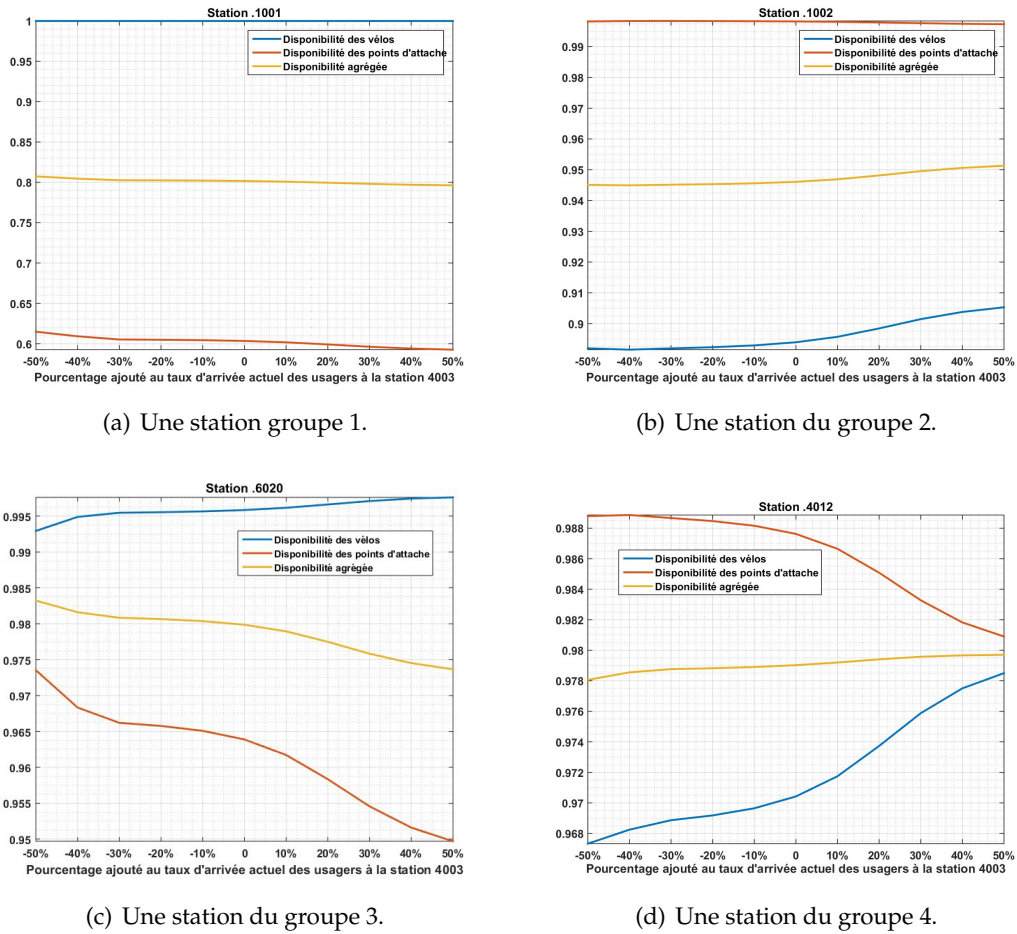 Station .1001
1
0.95
0.9
0.85
0.8
0.75
0.7
0.65
0.6
Disponibilité des vélos
Disponibilité des points d'attache
Disponibilité agrégée
-50% -40% -30% -20% -10% 0 10% 20% 30% 40% 50%
Pourcentage ajouté au taux d'arrivée actuel des usagers à la station 4003
(a) Une station groupe 1.
Station .1002
0.99
0.98
0.97
0.96
0.95
0.94
0.93
0.92
0.91
0.9
Disponibilité des vélos
Disponibilité des points d'attache
Disponibilité agrégée
-50% -40% -30% -20% -10% 0 10% 20% 30% 40% 50%
Pourcentage ajouté au taux d'arrivée actuel des usagers à la station 4003
(b) Une station du groupe 2.
Station .6020
0.995
0.99
0.985
0.98
0.975
0.97
0.965
0.96
0.955
0.95
Disponibilité des vélos
Disponibilité des points d'attache
Disponibilité agrégée
-50% -40% -30% -20% -10% 0 10% 20% 30% 40% 50%
Pourcentage ajouté au taux d'arrivée actuel des usagers à la station 4003
(c) Une station du groupe 3.
Station .4012
0.988
0.986
0.984
0.982
0.98
0.978
0.976
0.974
0.972
0.97
0.968
Disponibilité des vélos
Disponibilité des points d'attache
Disponibilité agrégée
-50% -40% -30% -20% -10% 0 10% 20% 30% 40% 50%
Pourcentage ajouté au taux d'arrivée actuel des usagers à la station 4003
(d) Une station du groupe 4.